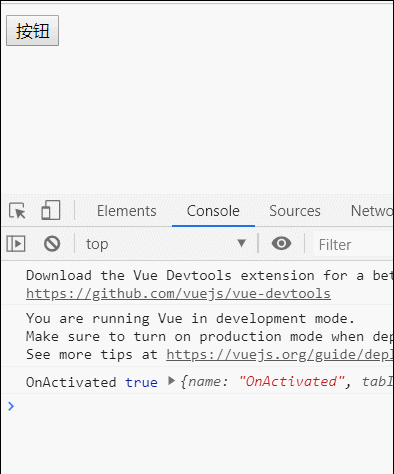 按钮
Elements Console Sources Netwo
top Filter
Download the Vue Devtools extension for a bet
https://github.com/vuejs/vue-devtools
You are running Vue in development mode.
Make sure to turn on production mode when dep
See more tips at https://vuejs.org/guide/depl
OnActivated true {name: "OnActivated", tabl